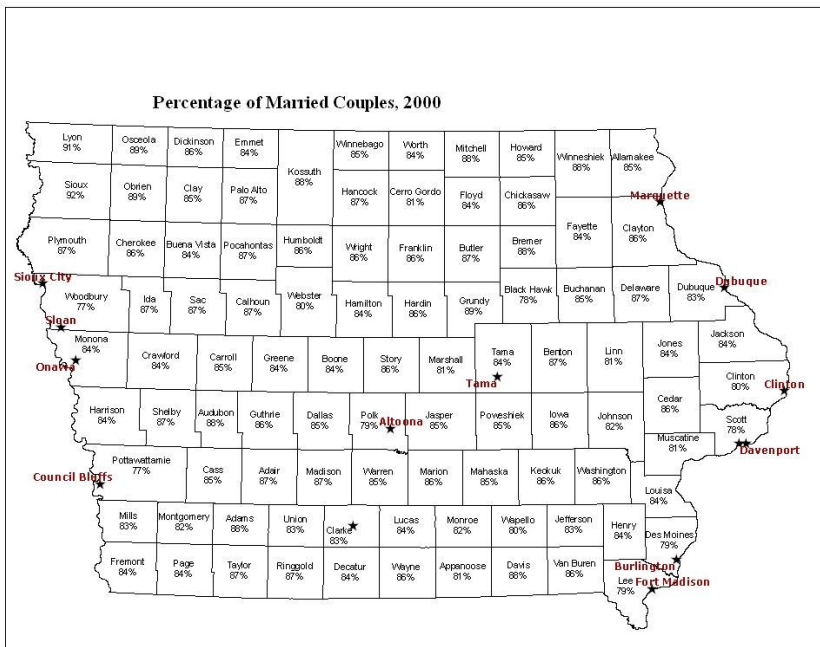 Percentage of Married Couples, 2000
Lyon
91%
Osceola
89%
Dickinson
86%
Emmet
84%
Kossuth
88%
Winnebago
85%
Worth
84%
Mitchell
88%
Howard
85%
Winneshiek
86%
Allamakee
85%
Sioux
92%
Obrien
89%
Clay
85%
Palo Alto
87%
Hancock
87%
Cerro Gordo
81%
Floyd
84%
Chickasaw
86%
Marquette
Fayette
84%
Clayton
86%
Plymouth
87%
Cherokee
86%
Buena Vista
84%
Pocahontas
87%
Humboldt
86%
Wright
86%
Franklin
86%
Butler
87%
Bremer
88%
Sioux City
Woodbury
77%
Ida
87%
Sac
87%
Calhoun
87%
Webster
80%
Hamilton
84%
Hardin
86%
Grundy
89%
Black Hawk
78%
Buchanan
85%
Delaware
87%
Dubuque
83%
Dubuque
Sloan
Monona
84%
Onawa
Crawford
84%
Carroll
85%
Greene
84%
Boone
84%
Story
86%
Marshall
81%
Tama
84%
Tama
Benton
87%
Linn
81%
Jones
84%
Jackson
84%
Clinton
80%
Clinton
Harrison
84%
Shelby
87%
Audubon
88%
Guthrie
86%
Dallas
85%
Polk
79%
Altoona
Jasper
85%
Poveshiek
85%
Iowa
86%
Johnson
82%
Cedar
86%
Scott
78%
Davenport
Muscatine
81%
Pottawattamie
77%
Council Bluffs
Cass
85%
Adair
87%
Madison
87%
Warren
85%
Marion
86%
Mahaska
85%
Keokuk
86%
Washington
86%
Louisa
84%
Mills
83%
Montgomery
82%
Adams
88%
Union
83%
Clarke
83%
Lucas
84%
Monroe
82%
Wapello
80%
Jefferson
83%
Henry
84%
Des Moines
79%
Burlington
Fremont
84%
Page
84%
Taylor
87%
Ringgold
87%
Decatur
84%
Wayne
86%
Appanoose
81%
Davis
88%
Van Buren
86%
Lee
79%
Fort Madison